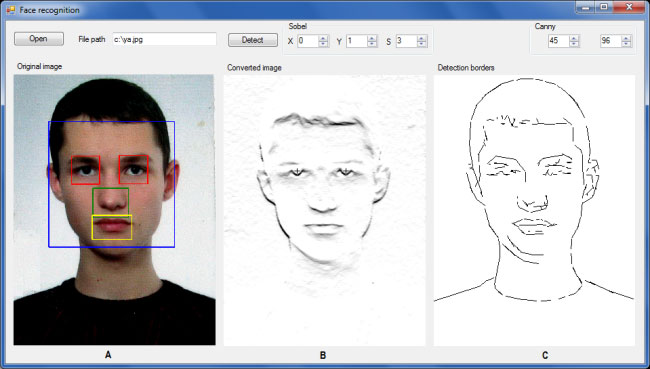 Face recognition
Open
File path
c:\ya.jpg
Detect
Sobel
X 0 Y 1 S 3
Canny
45 96
Original image
Converted image
Detection borders
A
B
C